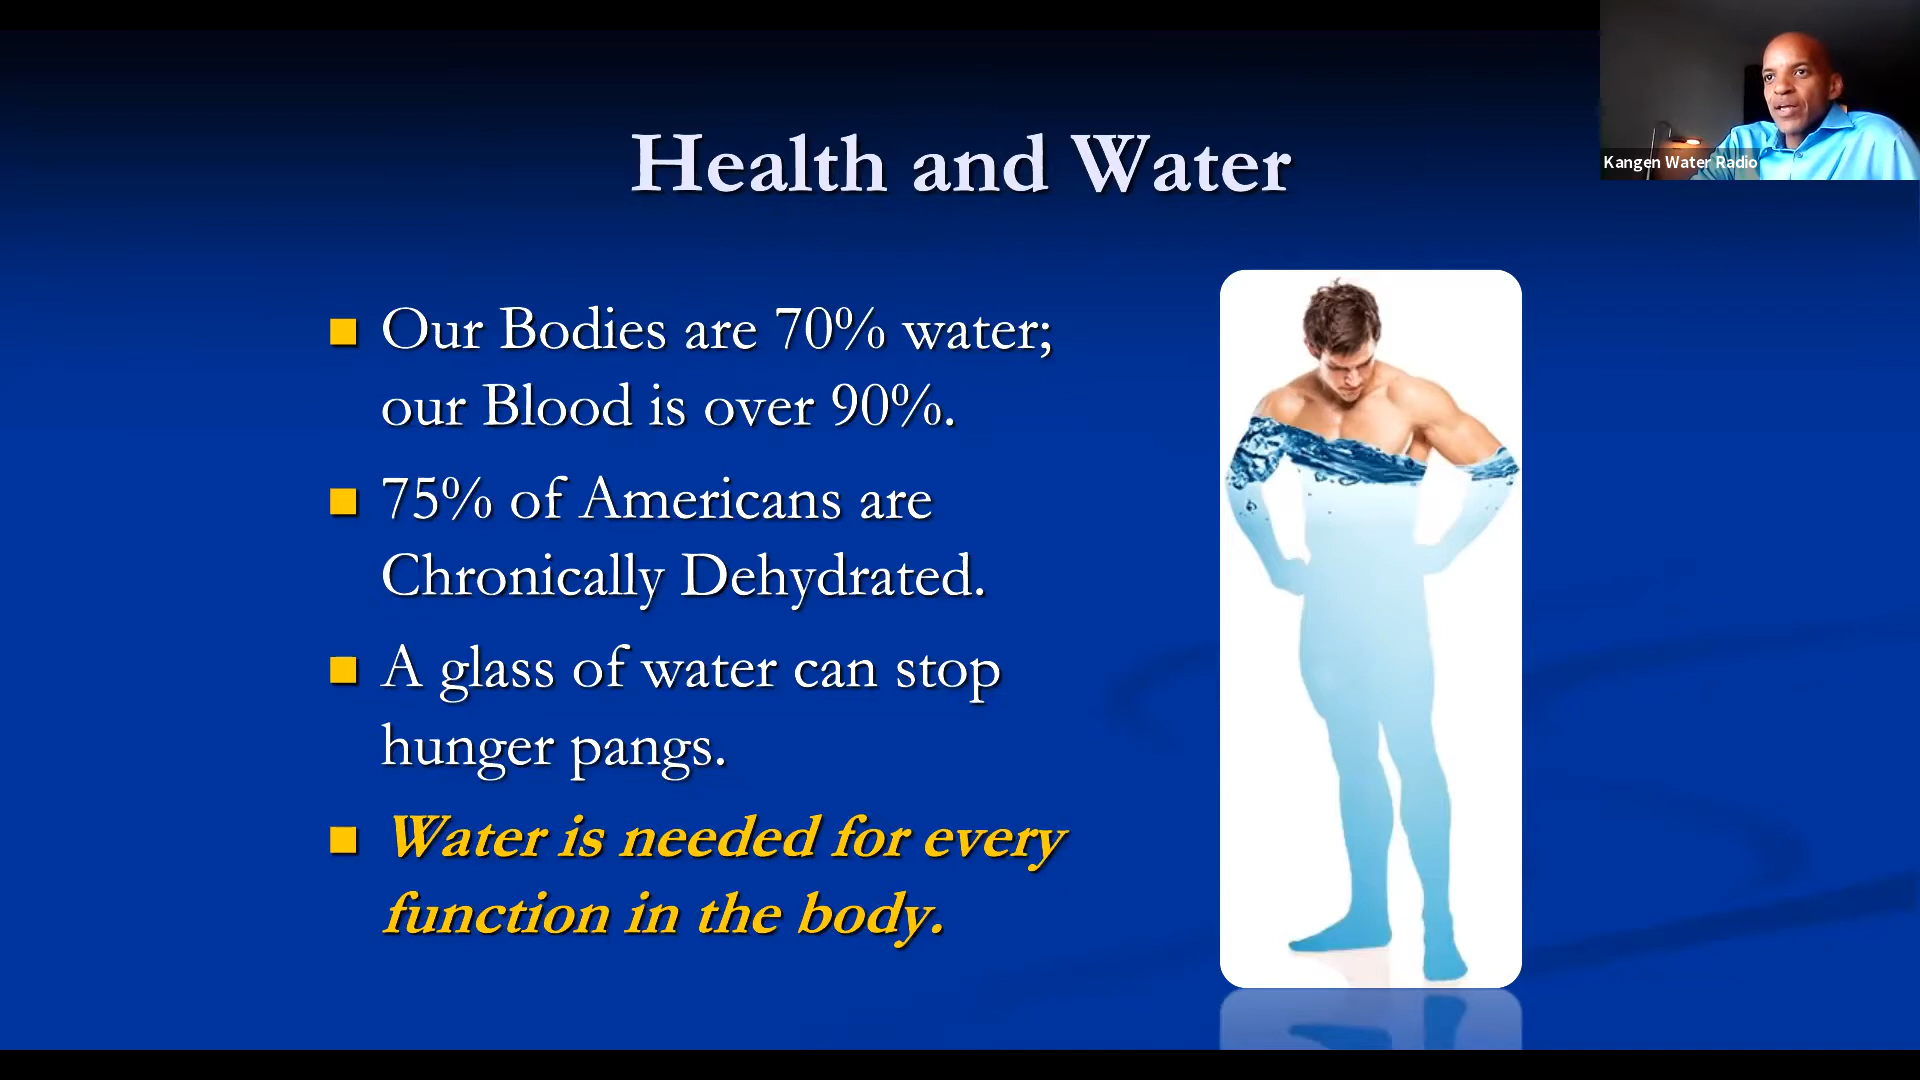 Kangen Water Radio
Health and Water
Our Bodies are 70% water;
our Blood is over 90%.
75% of Americans are
Chronically Dehydrated.
A glass of water can stop
hunger pangs.
Water is needed for every
function in the body.